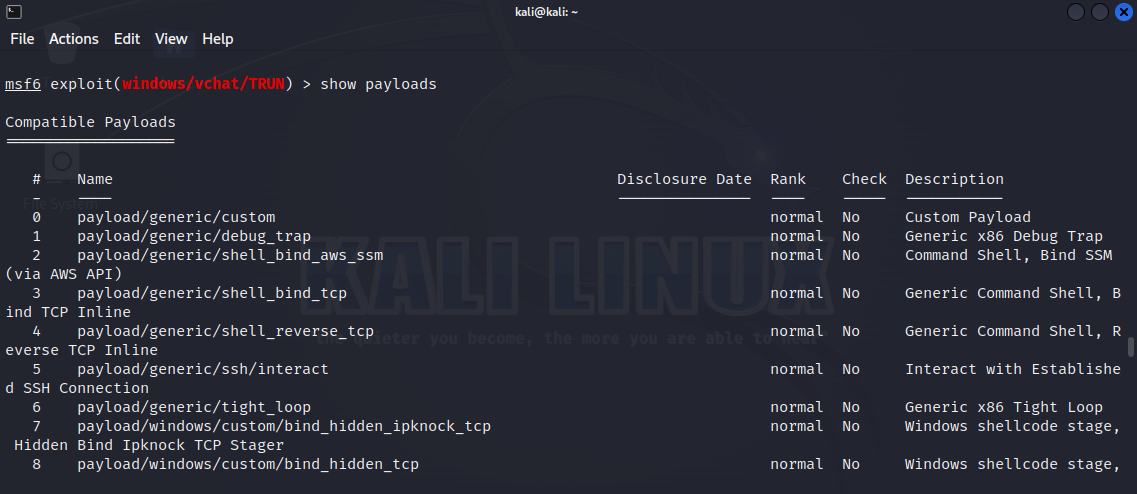 kali@kali: ~
File Actions Edit View Help
msf6 exploit(windows/vchat/TRUN) > show payloads
Compatible Payloads
===================
# Name Disclosure Date Rank Check Description
- ---- --------------- ---- ----- -----------
0 payload/generic/custom normal No Custom Payload
1 payload/generic/debug_trap normal No Generic x86 Debug Trap
2 payload/generic/shell_bind_aws_ssm normal No Command Shell, Bind SSM
(via AWS API)
3 payload/generic/shell_bind_tcp normal No Generic Command Shell, B
ind TCP Inline
4 payload/generic/shell_reverse_tcp normal No Generic Command Shell, R
everse TCP Inline
5 payload/generic/ssh/interact normal No Interact with Establishe
d SSH Connection
6 payload/generic/tight_loop normal No Generic x86 Tight Loop
7 payload/windows/custom/bind_hidden_ipknock_tcp normal No Windows shellcode stage,
Hidden Bind Ipknock TCP Stager
8 payload/windows/custom/bind_hidden_tcp normal No Windows shellcode stage,
File System
KALI LINUX
the quieter you become, the more you are able to hear